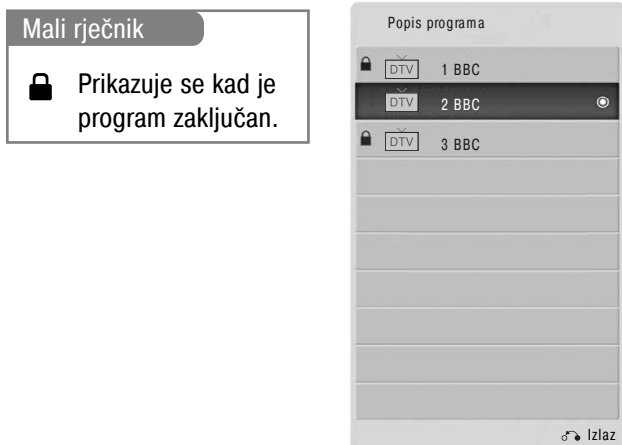 Mali rječnik
Prikazuje se kad je
program zaključan.
Popis programa
DTV 1 BBC
DTV 2 BBC
DTV 3 BBC
Izlaz